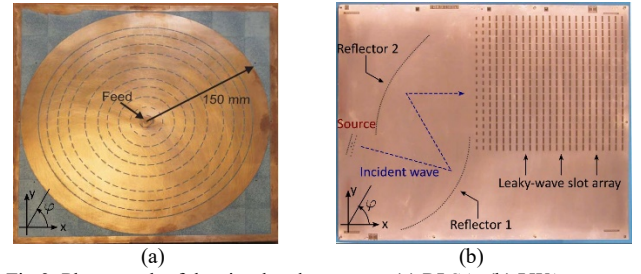 Feed
150 mm
y
φ
x
(a)
Reflector 2
Source
Incident wave
Leaky-wave slot array
Reflector 1
y
φ
x
(b)